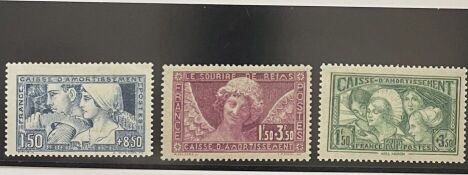 CAISSE D'AMORTISSEMENT
FRANCE
POSTES
1,50
+8,50
LE SOURIRE DE REIMS
FRANCE
POSTES
1,50+3,50
CAISSE D'AMORTISSEMENT
CAISSE-D'AMORTISSEMENT
1,50
+3,50
FRANCE POSTES